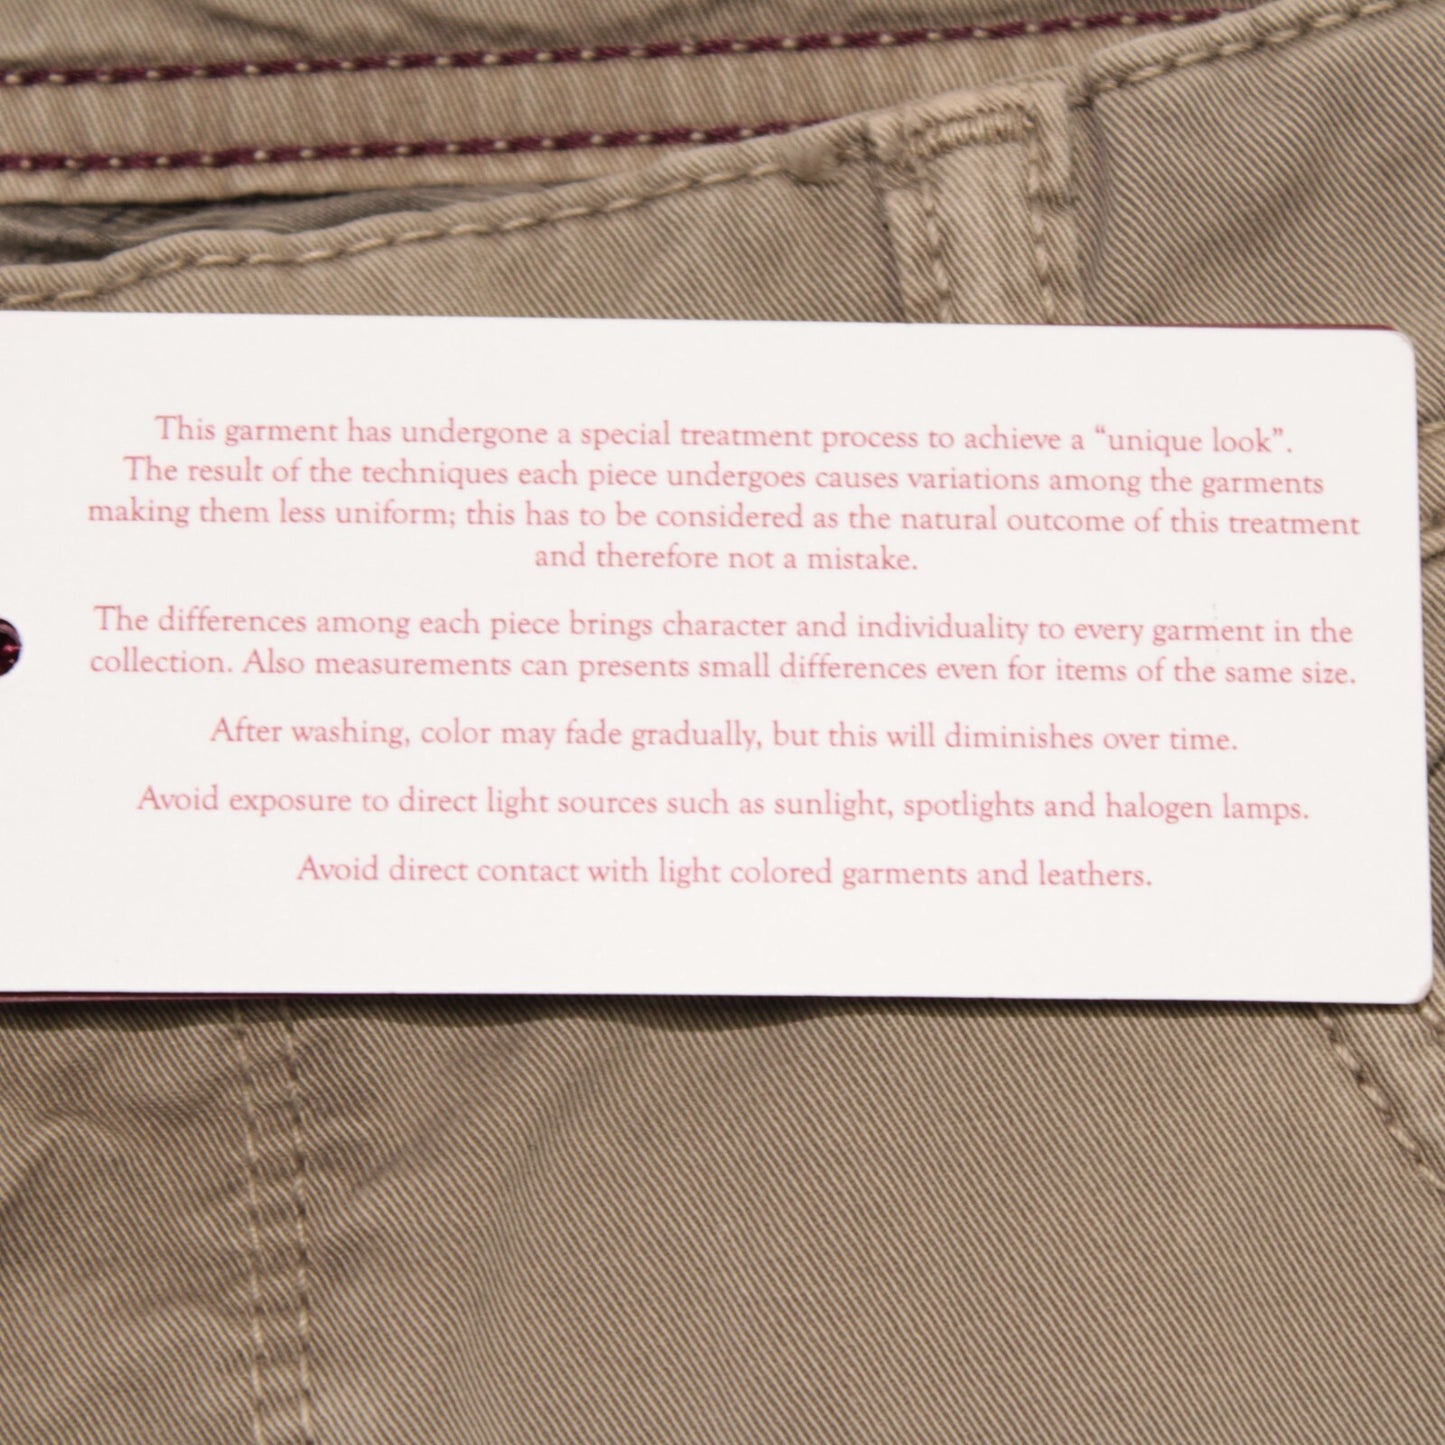 This garment has undergone a special treatment process to achieve a “unique look”.
The result of the techniques each piece undergoes causes variations among the garments
making them less uniform; this has to be considered as the natural outcome of this treatment
and therefore not a mistake.
The differences among each piece brings character and individuality to every garment in the
collection. Also measurements can presents small differences even for items of the same size.
After washing, color may fade gradually, but this will diminishes over time.
Avoid exposure to direct light sources such as sunlight, spotlights and halogen lamps.
Avoid direct contact with light colored garments and leathers.